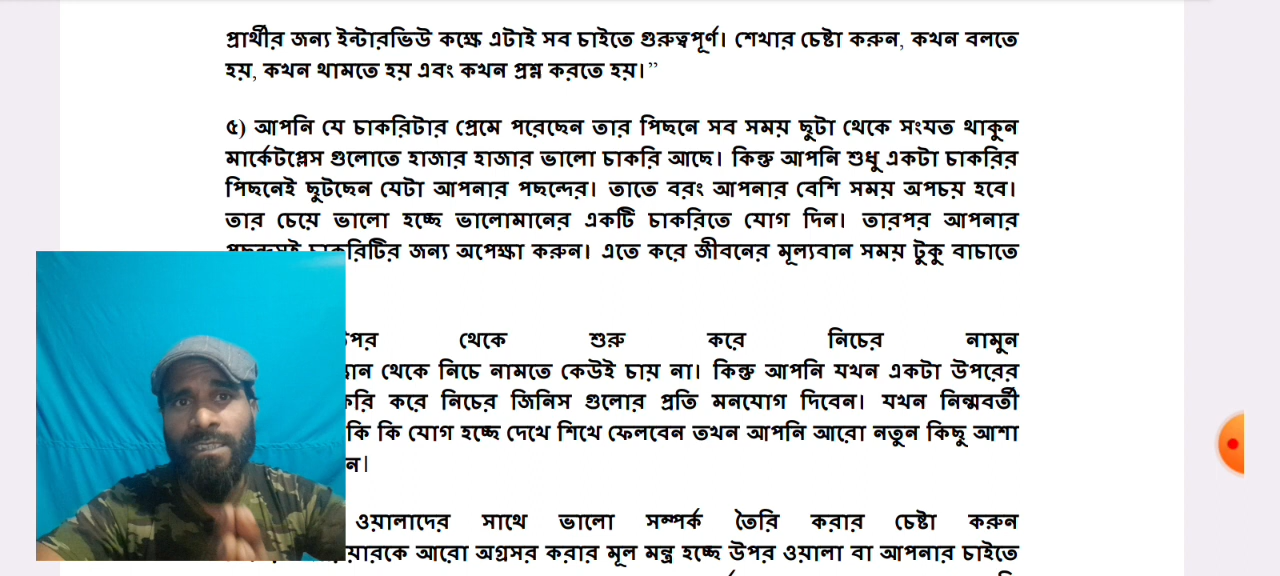 প্রার্থীর জন্য ইন্টারভিউ কক্ষে এটাই সব চাইতে গুরুত্বপূর্ণ। শেখার চেষ্টা করুন, কখন বলতে
হয়, কখন থামতে হয় এবং কখন প্রশ্ন করতে হয়।”
৫) আপনি যে চাকরিটার প্রেমে পরেছেন তার পিছনে সব সময় ছুটা থেকে সংযত থাকুন
মার্কেটপ্লেস গুলোতে হাজার হাজার ভালো চাকরি আছে। কিন্তু আপনি শুধু একটা চাকরির
পিছনেই ছুটছেন যেটা আপনার পছন্দের। তাতে বরং আপনার বেশি সময় অপচয় হবে।
তার চেয়ে ভালো হচ্ছে ভালোমানের একটি চাকরিতে যোগ দিন। তারপর আপনার
জন্য অপেক্ষা করুন। এতে করে জীবনের মূল্যবান সময় টুকু বাচাতে
থেকে শুরু করে নিচের নামুন
থেকে নিচে নামতে কেউই চায় না। কিন্তু আপনি যখন একটা উপরের
করে নিচের জিনিস গুলোর প্রতি মনযোগ দিবেন। যখন নিন্মবর্তী
কি কি যোগ হচ্ছে দেখে শিখে ফেলবেন তখন আপনি আরো নতুন কিছু আশা
ওয়ালাদের সাথে ভালো সম্পর্ক তৈরি করার চেষ্টা করুন
আরো অগ্রসর করার মূল মন্ত্র হচ্ছে উপর ওয়ালা বা আপনার চাইতে